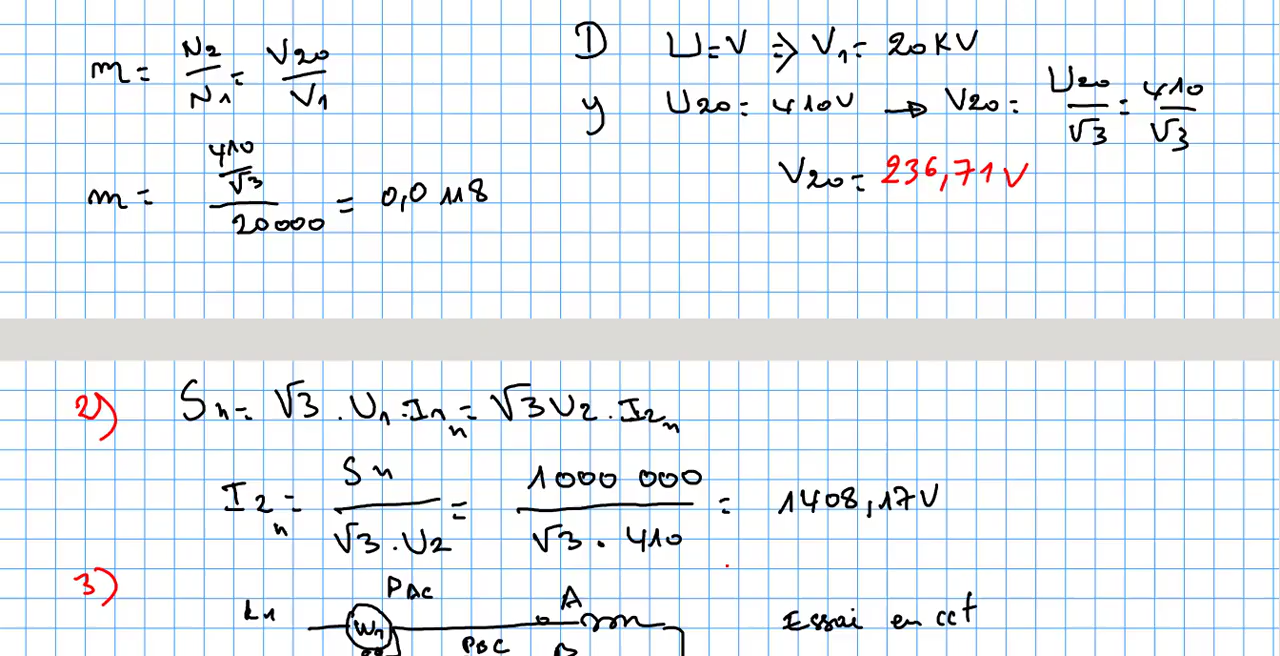 m = N2/N1 = V20/V1
D U=V => V1 = 20KV
y U20 = 410V → V20 = U20/√3 = 410/√3
V20 = 236,71V
m = (410/√3)/20000 = 0,0118
2) Sn = √3 . U1 . I1n = √3 U2 . I2n
I2n = Sn/(√3 . U2) = 1000 000/(√3 . 410) = 1408,17V
3)
PAC
A
W1
PBC
B
Essai en cct